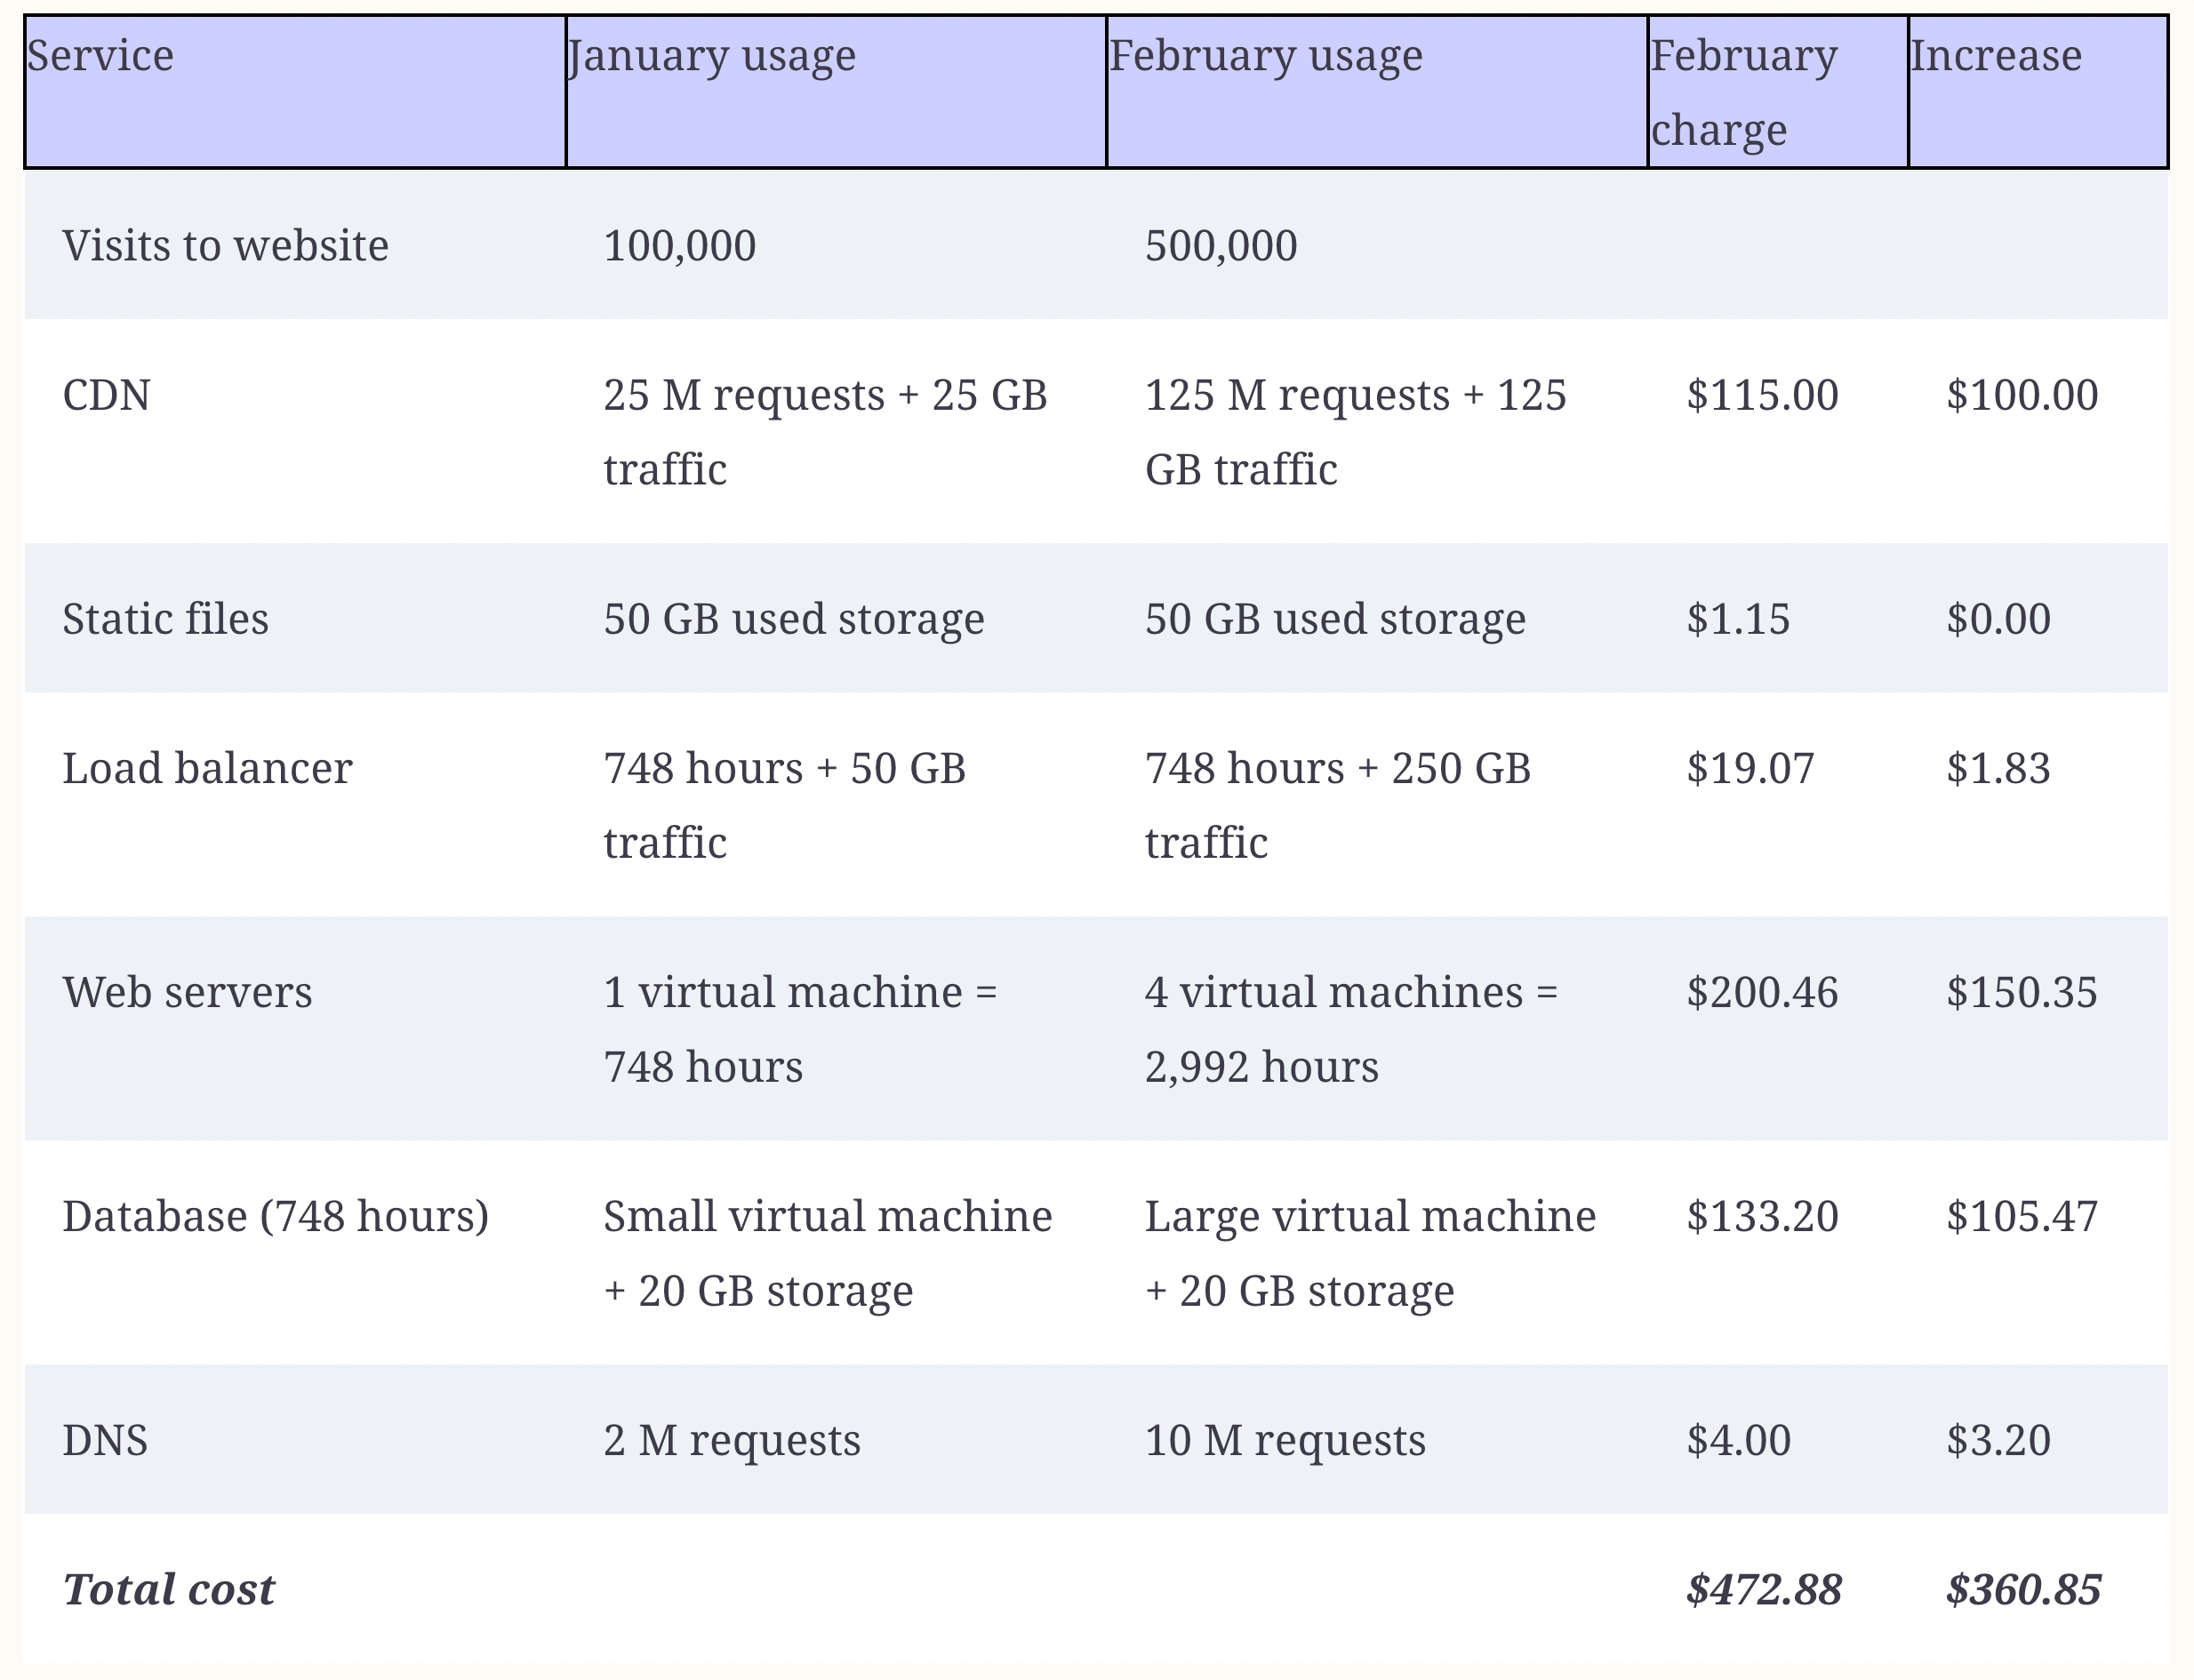 Service January usage February usage February Increase
charge
Visits to website 100,000 500,000
CDN 25 M requests + 25 GB 125 M requests + 125 $115.00 $100.00
traffic GB traffic
Static files 50 GB used storage 50 GB used storage $1.15 $0.00
Load balancer 748 hours + 50 GB 748 hours + 250 GB $19.07 $1.83
traffic traffic
Web servers 1 virtual machine = 4 virtual machines = $200.46 $150.35
748 hours 2,992 hours
Database (748 hours) Small virtual machine Large virtual machine $133.20 $105.47
+ 20 GB storage + 20 GB storage
DNS 2 M requests 10 M requests $4.00 $3.20
Total cost $472.88 $360.85